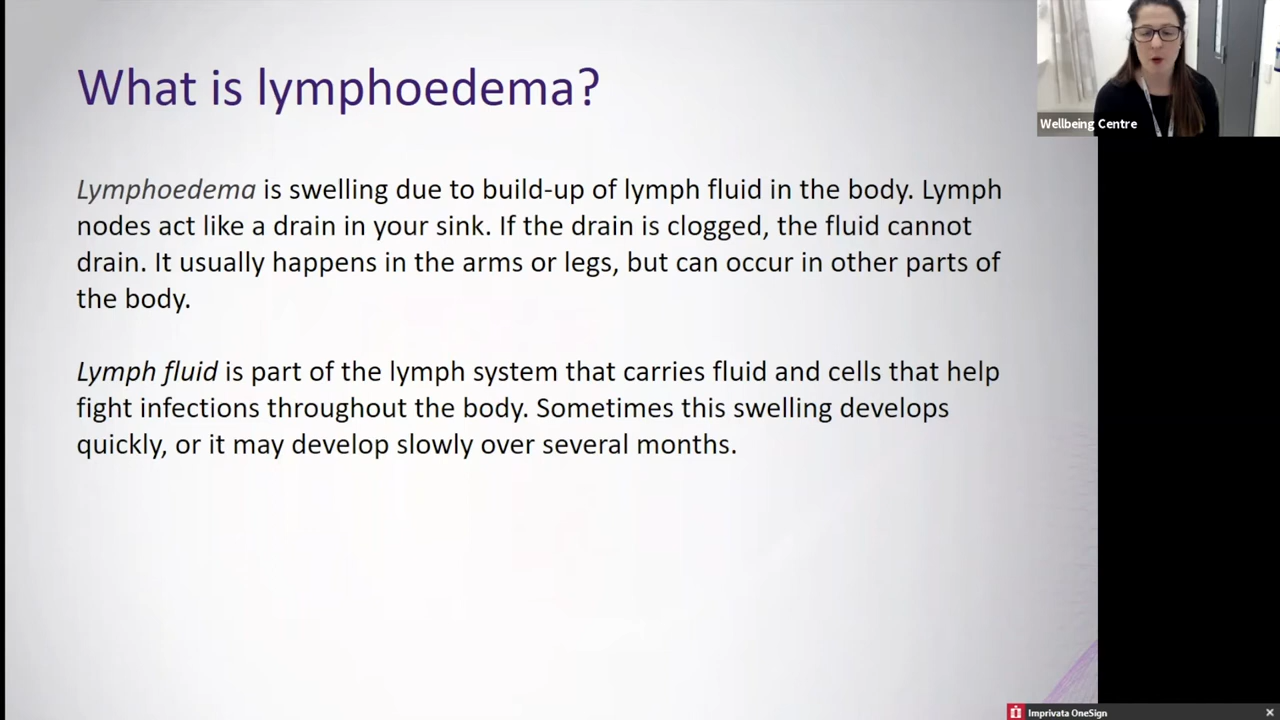 What is lymphoedema?
Wellbeing Centre
Lymphoedema is swelling due to build-up of lymph fluid in the body. Lymph
nodes act like a drain in your sink. If the drain is clogged, the fluid cannot
drain. It usually happens in the arms or legs, but can occur in other parts of
the body.
Lymph fluid is part of the lymph system that carries fluid and cells that help
fight infections throughout the body. Sometimes this swelling develops
quickly, or it may develop slowly over several months.
Imprivata OneSign